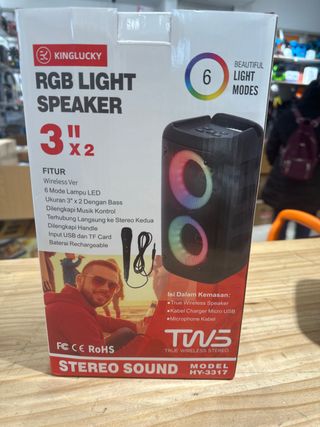 KINGLUCKY
RGB LIGHT
SPEAKER
3" x 2
6
BEAUTIFUL
LIGHT
MODES
FITUR
Wireless Ver
6 Mode Lampu LED
Ukuran 3" x 2 Dengan Bass
Dilengkapi Musik Kontrol
Terhubung Langsung ke Stereo Kedua
Dilengkapi Handle
Input USB dan TF Card
Baterai Rechargeable
Isi Dalam Kemasan:
•True Wireless Speaker
•Kabel Charger Micro USB
•Microphone Kabel
TWS
TRUE WIRELESS STEREO
FC CE RoHS
STEREO SOUND
MODEL
HY-3317